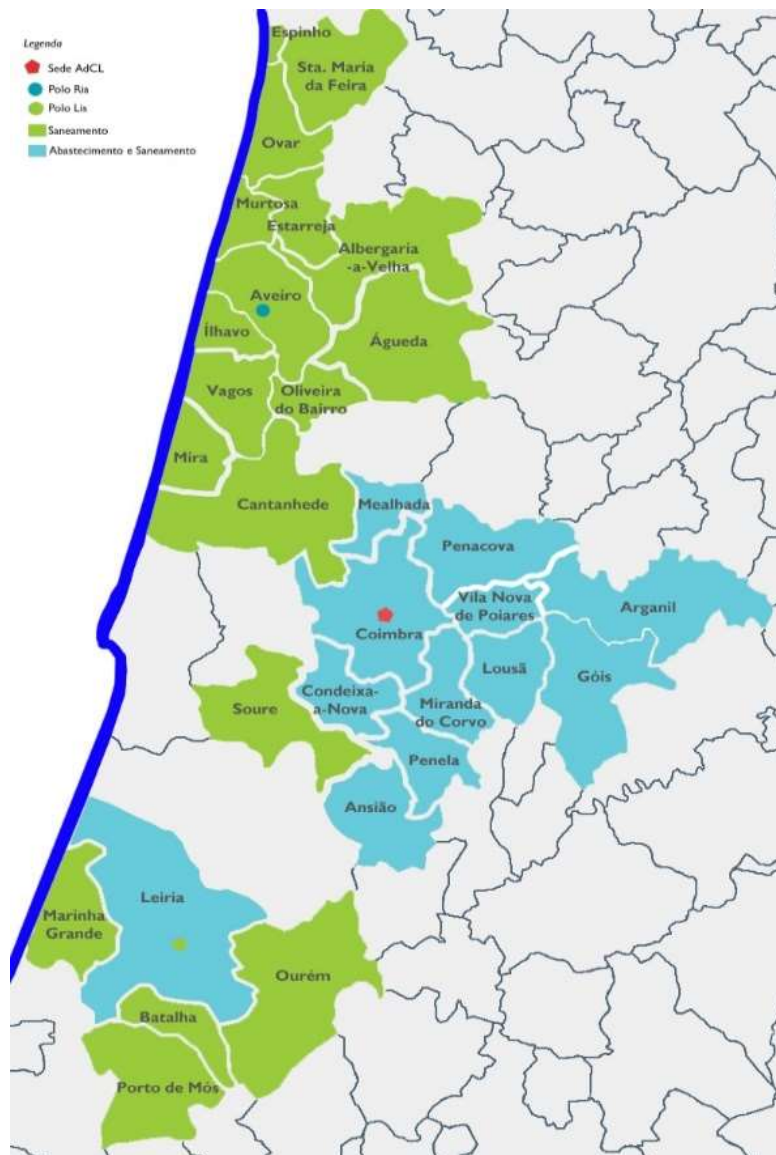 Legenda
Sede AdCL
Polo Ria
Polo Lis
Saneamento
Abastecimento e Saneamento
Espinho
Sta. Maria
da Feira
Ovar
Murtosa
Estarreja
Albergaria
-a-Velha
Aveiro
Ílhavo
Águeda
Vagos
Oliveira
do Bairro
Mira
Cantanhede
Mealhada
Penacova
Vila Nova
de Poiares
Arganil
Coimbra
Lousã
Góis
Condeixa-
a-Nova
Miranda
do Corvo
Soure
Penela
Ansião
Leiria
Marinha
Grande
Ourém
Batalha
Porto de Mós